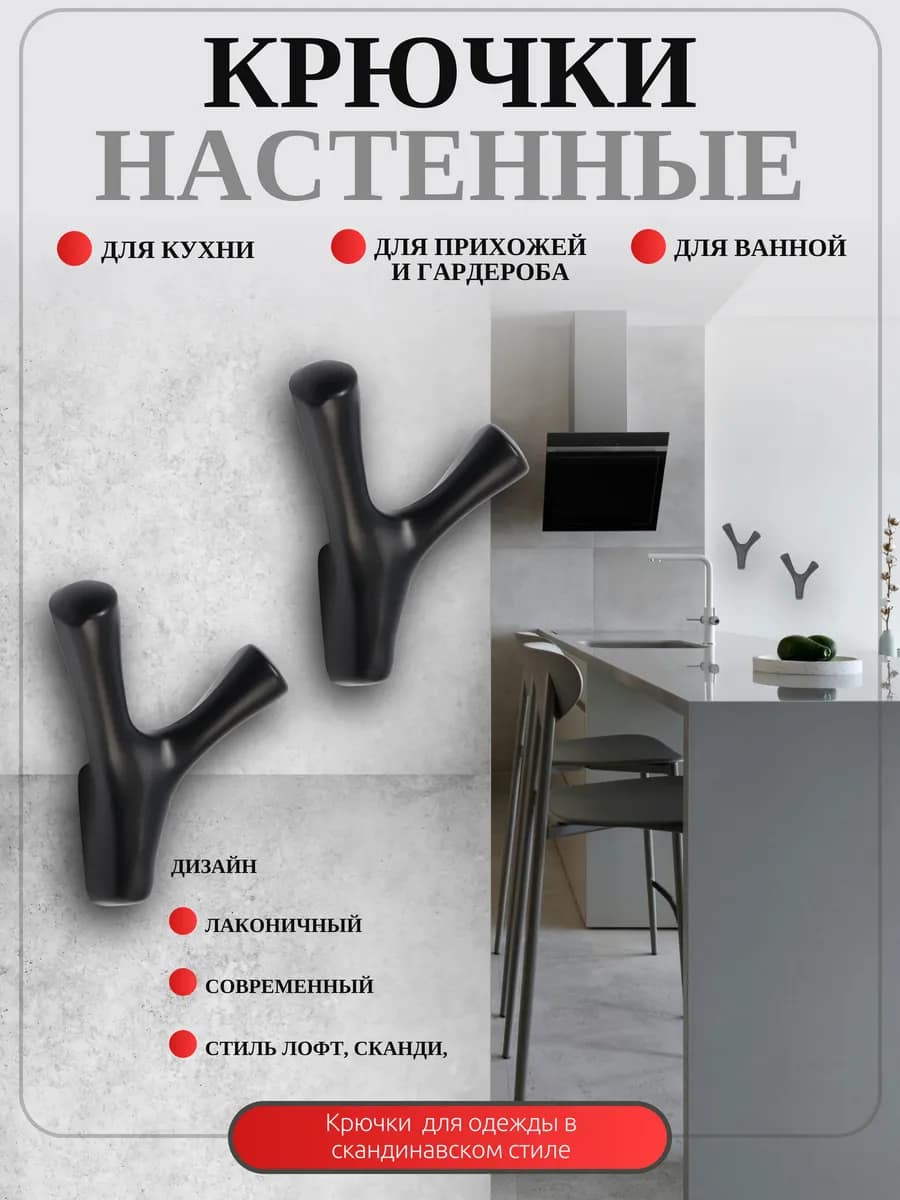 КРЮЧКИ
НАСТЕННЫЕ
ДЛЯ КУХНИ
ДЛЯ ПРИХОЖЕЙ
И ГАРДЕРОБА
ДЛЯ ВАННОЙ
ДИЗАЙН
ЛАКОНИЧНЫЙ
СОВРЕМЕННЫЙ
СТИЛЬ ЛОФТ, СКАНДИ,
Крючки для одежды в
скандинавском стиле